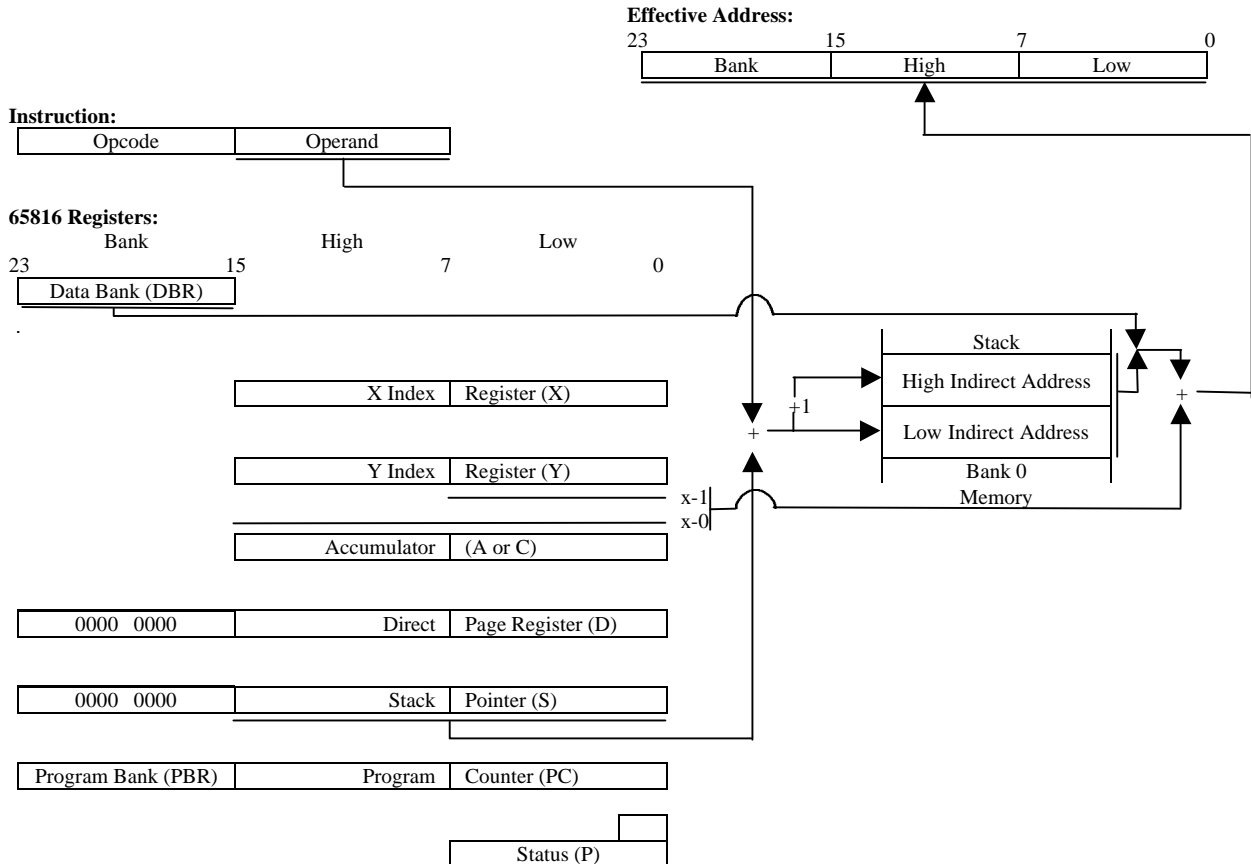 Effective Address:
23 15 7 0
Bank High Low
Instruction:
Opcode Operand
65816 Registers:
Bank High Low
23 15 7 0
Data Bank (DBR)
.
Stack
High Indirect Address
X Index Register (X)
+1
+
+
Low Indirect Address
Y Index Register (Y)
Bank 0
x-1
Memory
x-0
Accumulator (A or C)
0000 0000 Direct Page Register (D)
0000 0000 Stack Pointer (S)
Program Bank (PBR) Program Counter (PC)
Status (P)